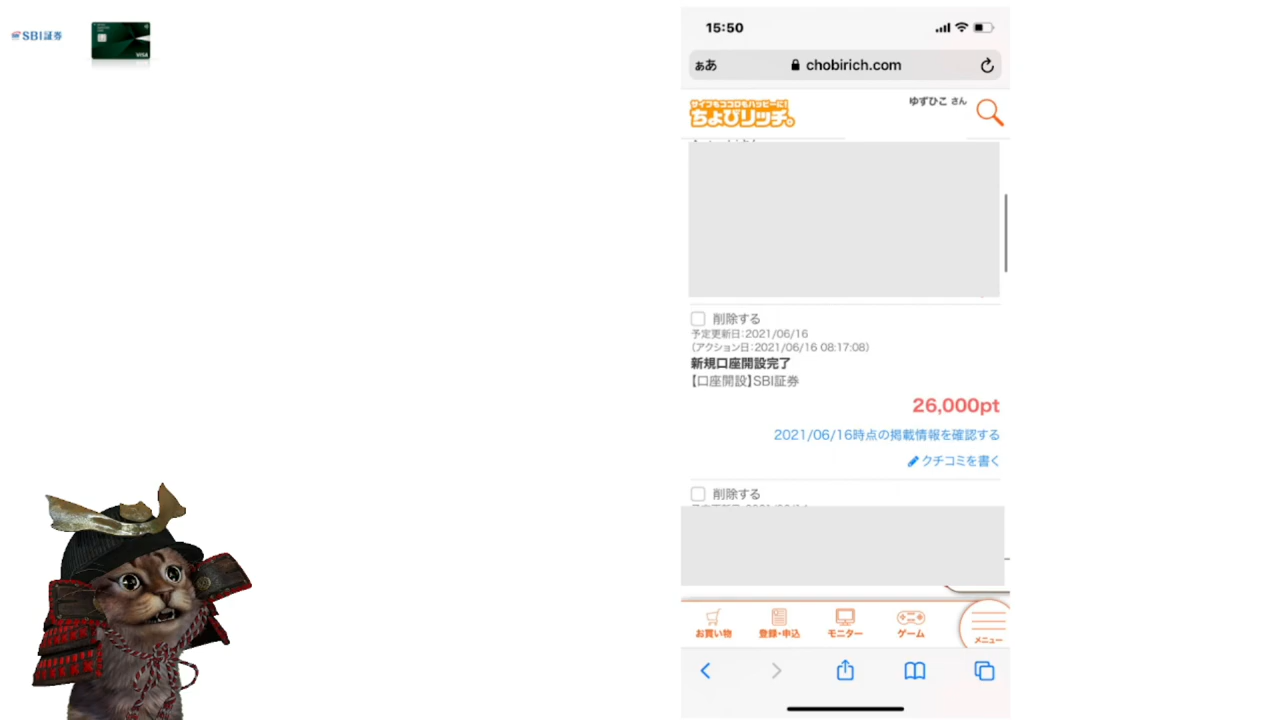 SBI証券
VISA
15:50
ああ
chobirich.com
サイフもココロもハッピーに!
ちょびリッチ。
ゆずひこ さん
削除する
予定更新日:2021/06/16
(アクション日:2021/06/16 08:17:08)
新規口座開設完了
【口座開設】SBI証券
26,000pt
2021/06/16時点の掲載情報を確認する
クチコミを書く
削除する
お買い物
登録・申込
モニター
ゲーム
メニュー